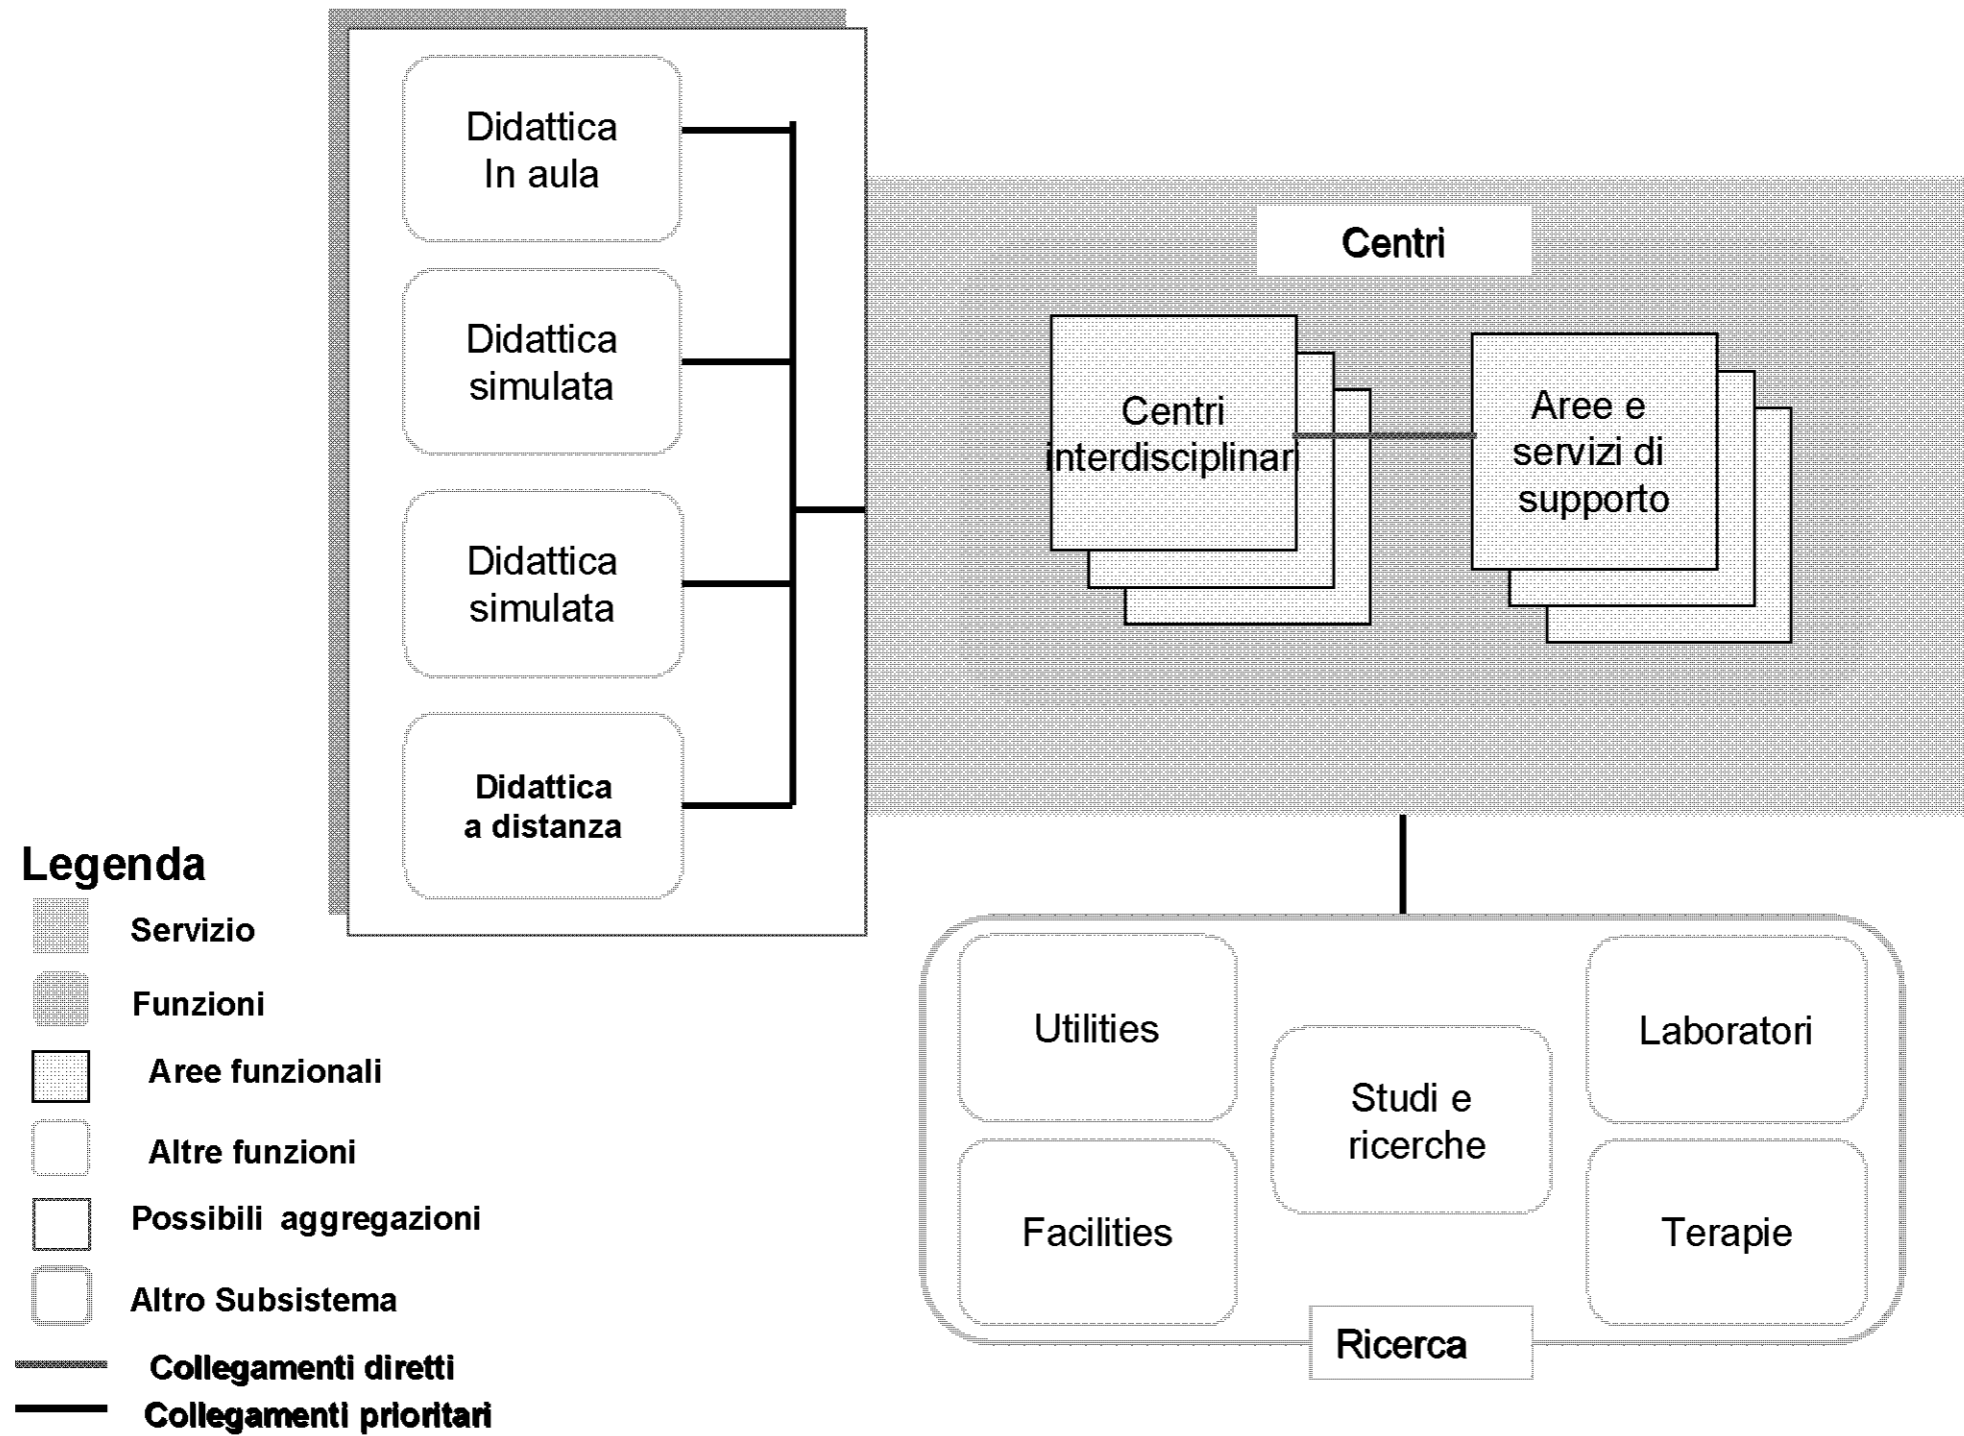 Didattica
In aula
Didattica
simulata
Didattica
simulata
Didattica
a distanza
Centri
Centri
interdisciplinari
Aree e
servizi di
supporto
Utilities
Laboratori
Studi e
ricerche
Facilities
Terapie
Ricerca
Legenda
Servizio
Funzioni
Aree funzionali
Altre funzioni
Possibili aggregazioni
Altro Subsistema
Collegamenti diretti
Collegamenti prioritari